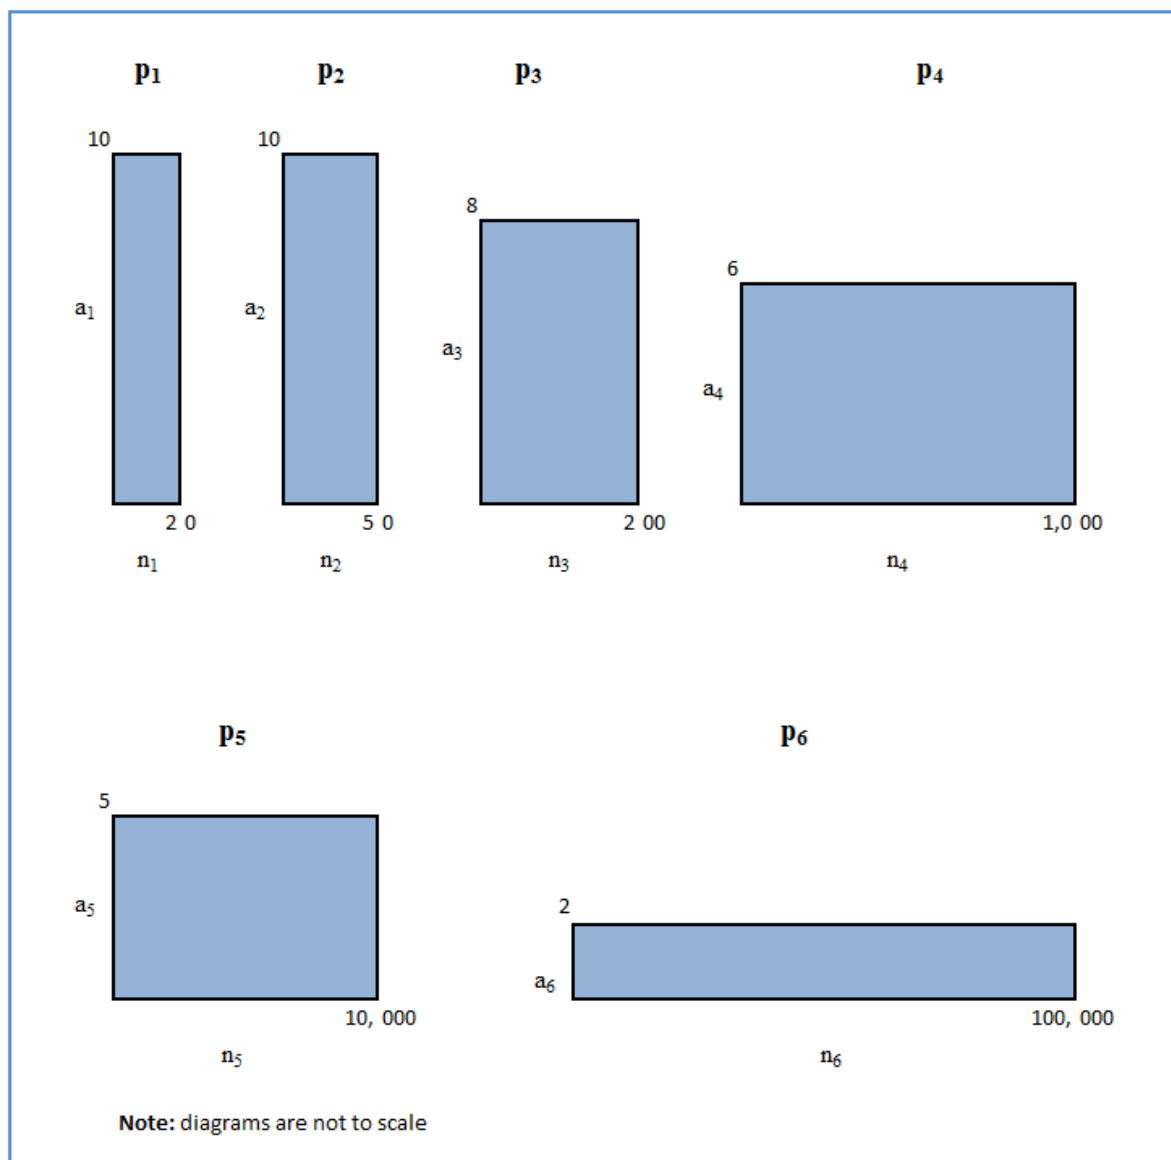 p₁ p₂ p₃ p₄
10 10
8
6
a₁ a₂
a₃
a₄
2 0 5 0 2 00 1,0 00
n₁ n₂ n₃ n₄
p₅ p₆
5
a₅ 2
a₆
10, 000 100, 000
n₅ n₆
Note: diagrams are not to scale